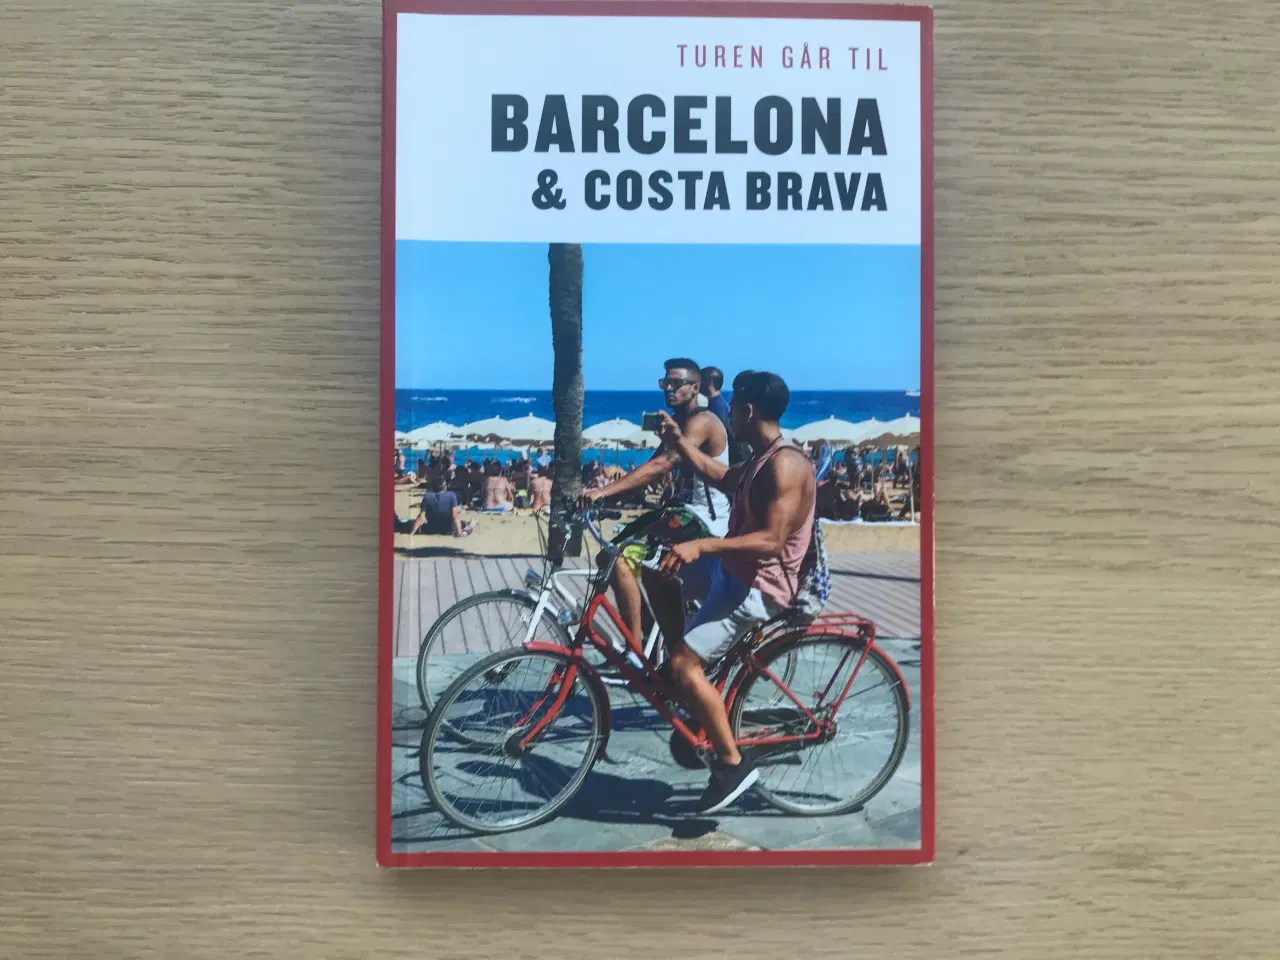 TUREN GÅR TIL
BARCELONA
& COSTA BRAVA